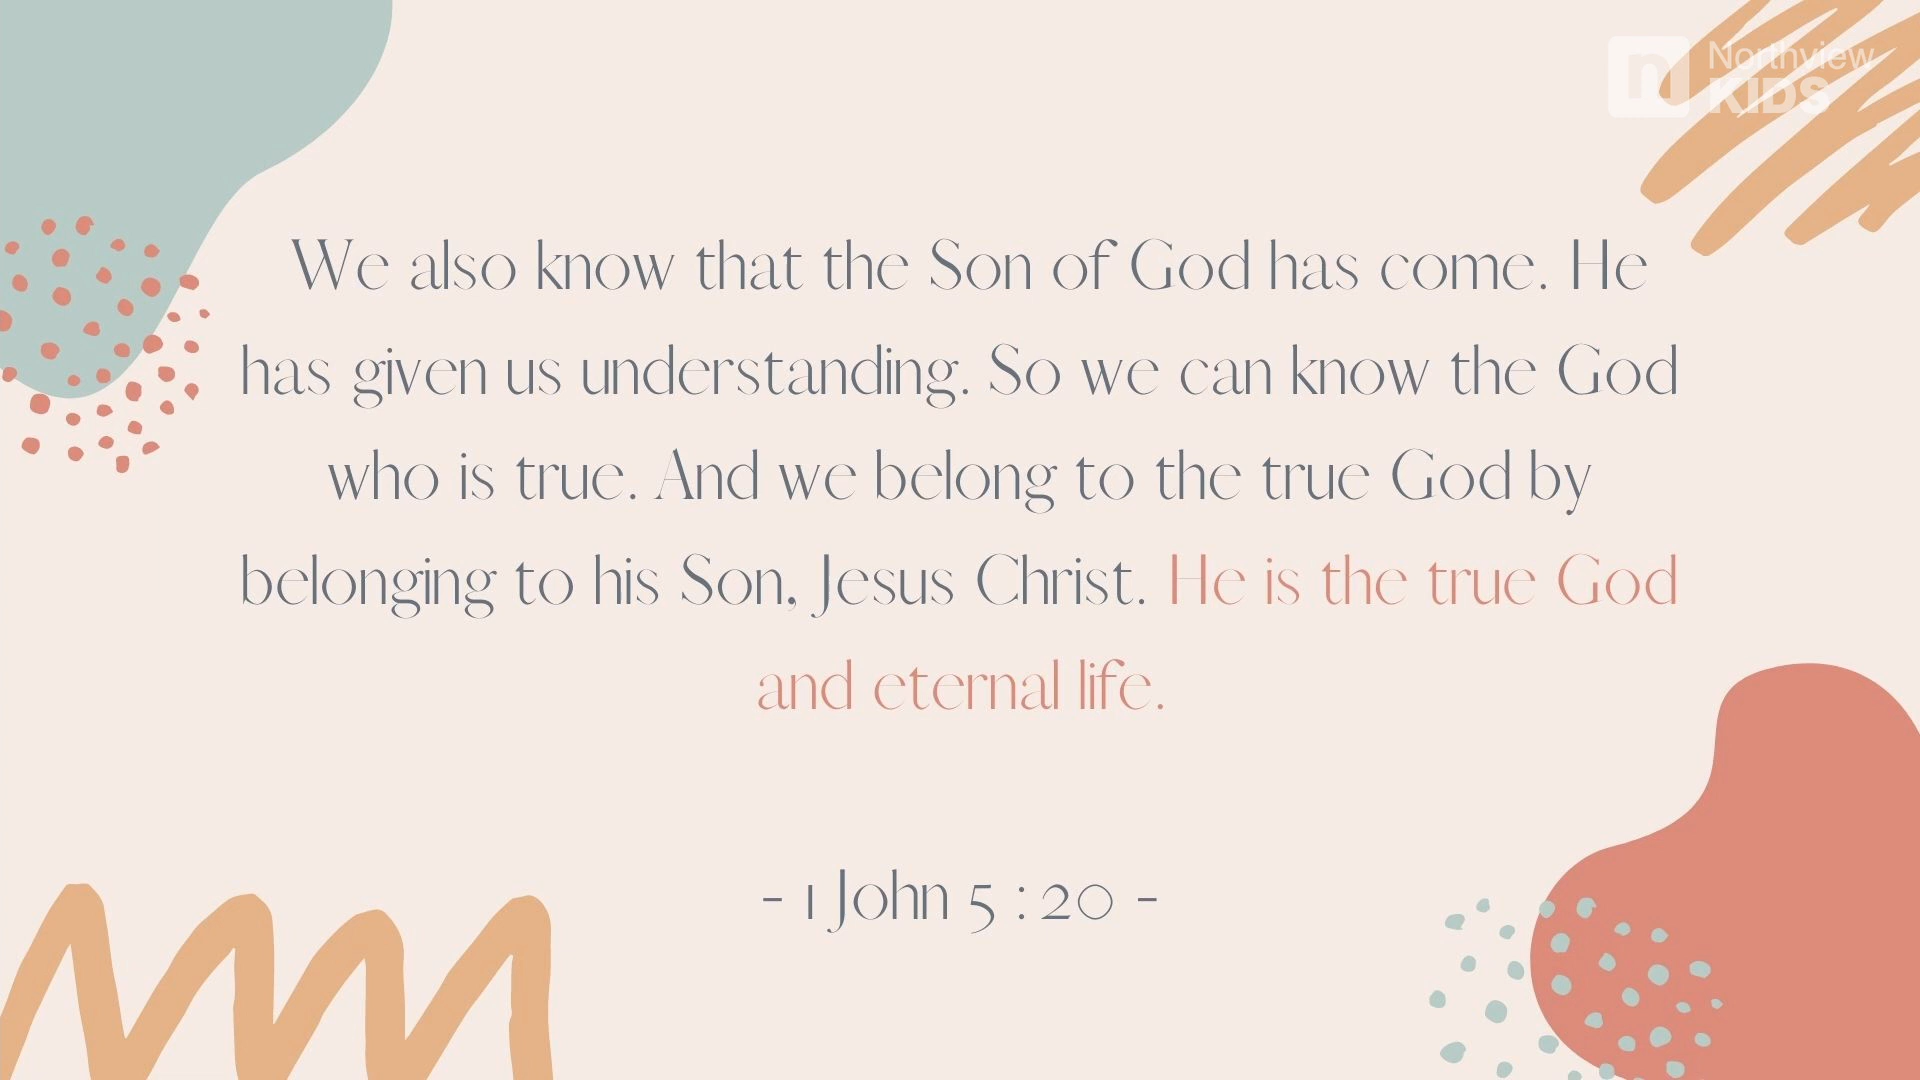 n Northview
KIDS
We also know that the Son of God has come. He
has given us understanding. So we can know the God
who is true. And we belong to the true God by
belonging to his Son, Jesus Christ. He is the true God
and eternal life.
- 1 John 5 : 20 -